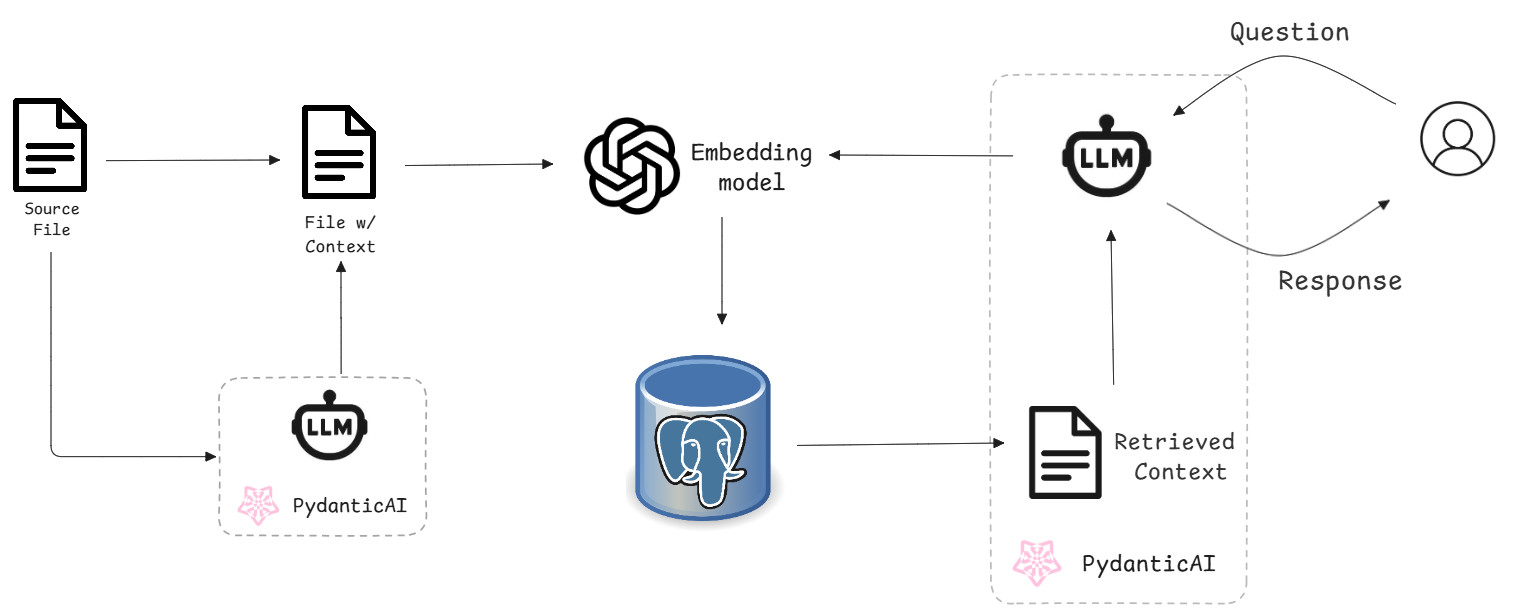 Question
LLM
Embedding
model
Source
File
File w/
Context
Response
LLM
PydanticAI
Retrieved
Context
PydanticAI